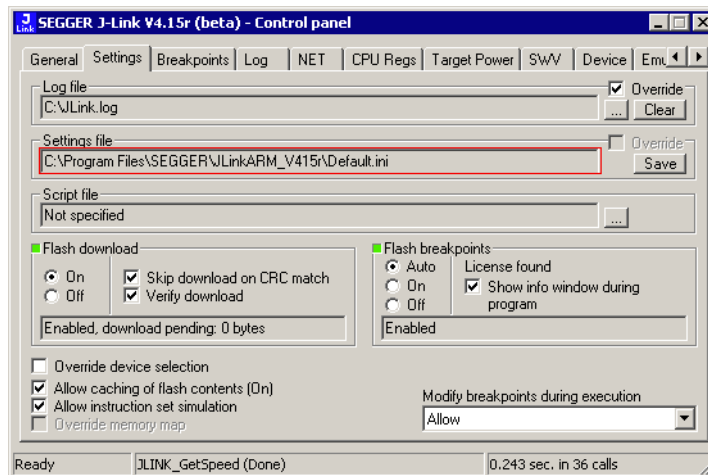 J Link
SEGGER J-Link V4.15r (beta) - Control panel
General Settings Breakpoints Log NET CPU Regs Target Power SWV Device
Log file Override
C:\JLink.log ... Clear
Settings file Override
C:\Program Files\SEGGER\JLinkARM_V415r\Default.ini Save
Script file
Not specified ...
Flash download Flash breakpoints
On Skip download on CRC match Auto License found
Off Verify download On Show info window during
Off program
Enabled, download pending: 0 bytes Enabled
Override device selection
Allow caching of flash contents (On)
Allow instruction set simulation Modify breakpoints during execution
Override memory map Allow
Ready JLINK_GetSpeed (Done) 0.243 sec. in 36 calls